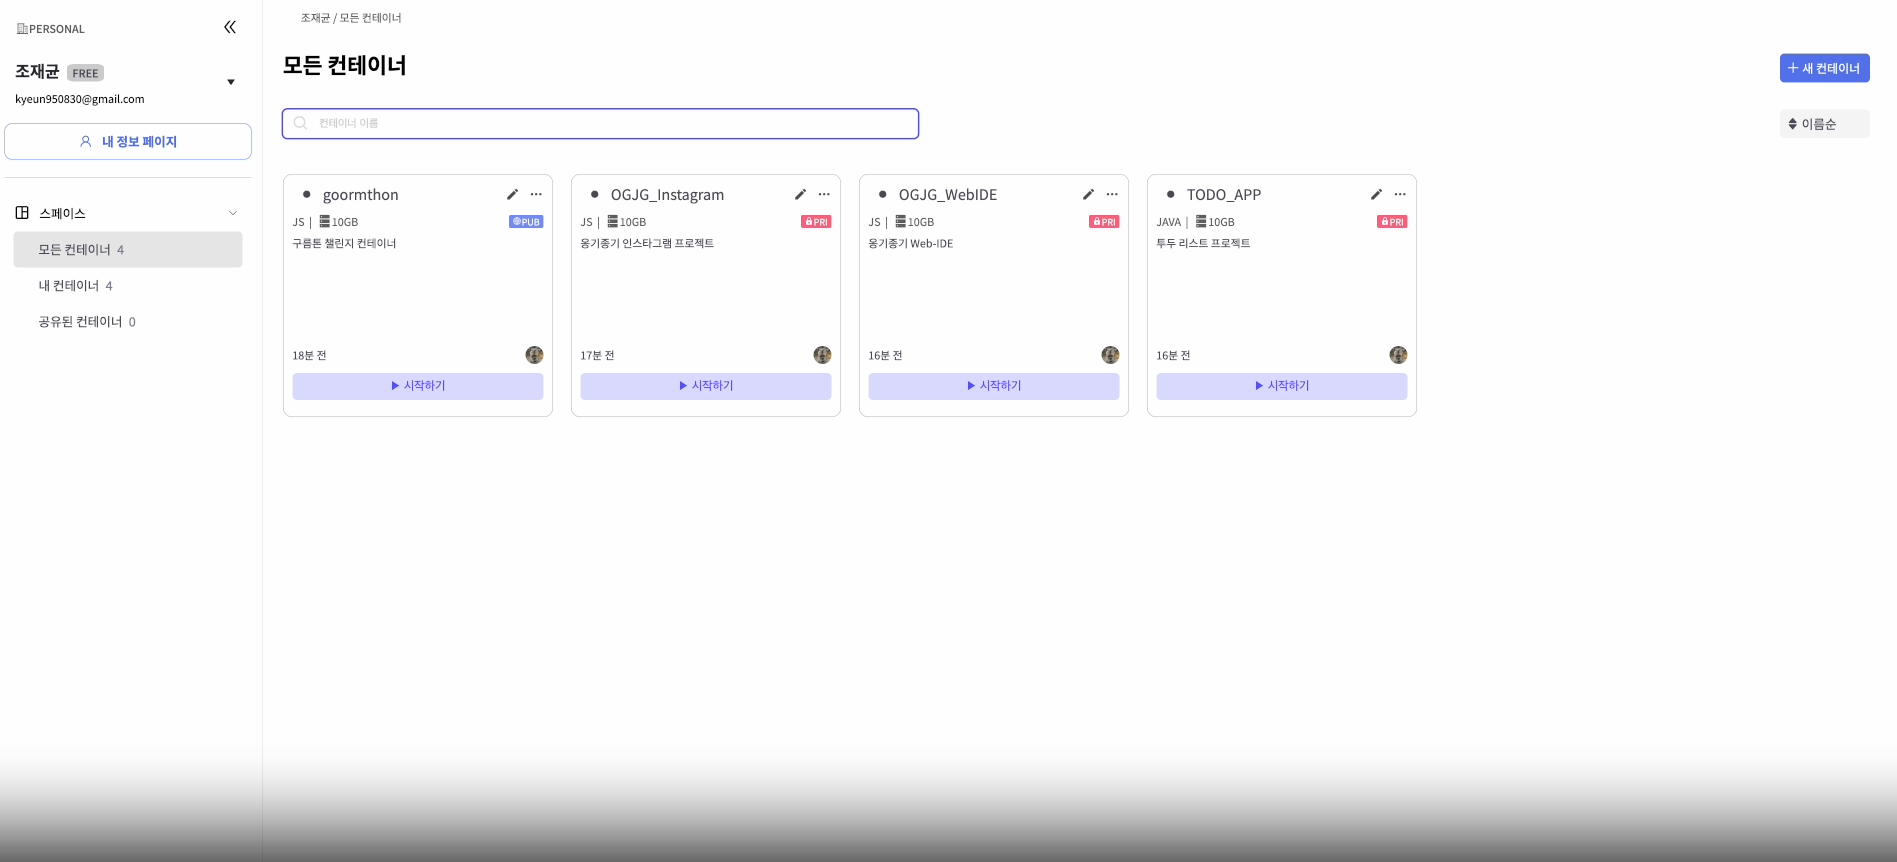 PERSONAL
조재균 FREE
kyeun950830@gmail.com
내 정보 페이지
스페이스
모든 컨테이너 4
내 컨테이너 4
공유된 컨테이너 0
조재균 / 모든 컨테이너
모든 컨테이너
+ 새 컨테이너
컨테이너 이름
이름순
goormthon
JS | 10GB PUB
구름톤 챌린지 컨테이너
18분 전
시작하기
OGJG_Instagram
JS | 10GB PRI
옹기종기 인스타그램 프로젝트
17분 전
시작하기
OGJG_WebIDE
JS | 10GB PRI
옹기종기 Web-IDE
16분 전
시작하기
TODO_APP
JAVA | 10GB PRI
투두 리스트 프로젝트
16분 전
시작하기